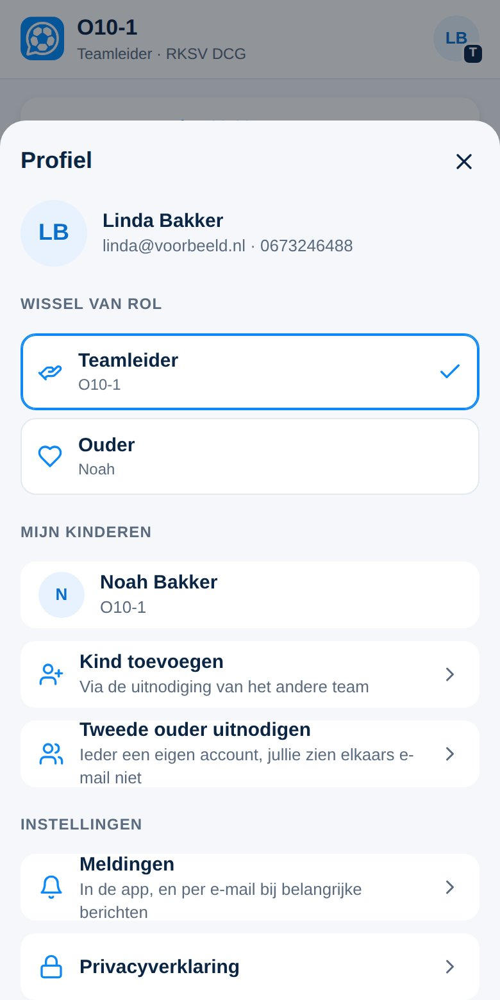 O10-1
Teamleider · RKSV DCG
LB
T
Profiel
LB
Linda Bakker
linda@voorbeeld.nl · 0673246488
WISSEL VAN ROL
Teamleider
O10-1
Ouder
Noah
MIJN KINDEREN
N
Noah Bakker
O10-1
Kind toevoegen
Via de uitnodiging van het andere team
Tweede ouder uitnodigen
Ieder een eigen account, jullie zien elkaars e-
mail niet
INSTELLINGEN
Meldingen
In de app, en per e-mail bij belangrijke
berichten
Privacyverklaring